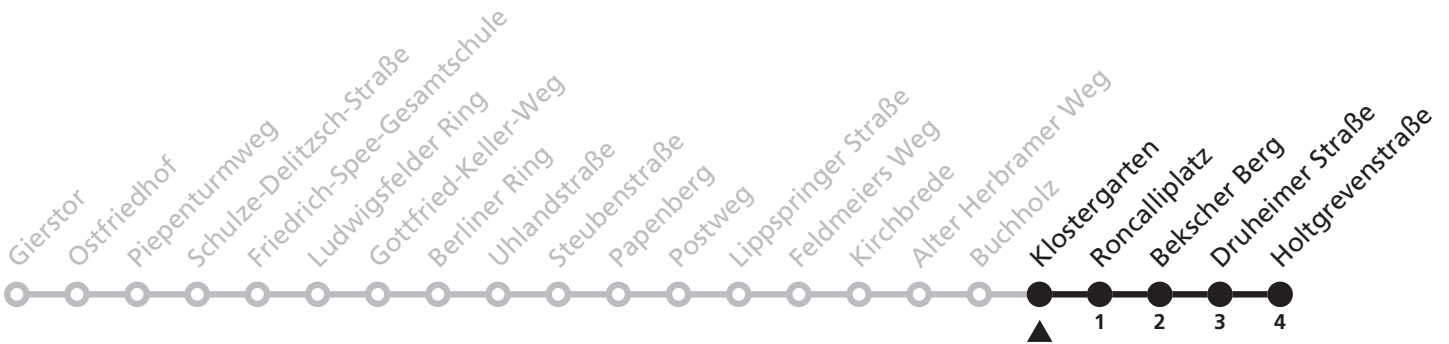 Gierstor
Ostfriedhof
Piepenturmweg
Schulze-Delitzsch-Straße
Friedrich-Spee-Gesamtschule
Ludwigsfelder Ring
Gottfried-Keller-Weg
Berliner Ring
Uhlandstraße
Steubenstraße
Papenberg
Postweg
Lippspringer Straße
Feldmeiers Weg
Kirchbrede
Alter Herbramer Weg
Buchholz
Klostergarten
Roncalliplatz
Bekscher Berg
Druheimer Straße
Holtgrevenstraße
1 2 3 4